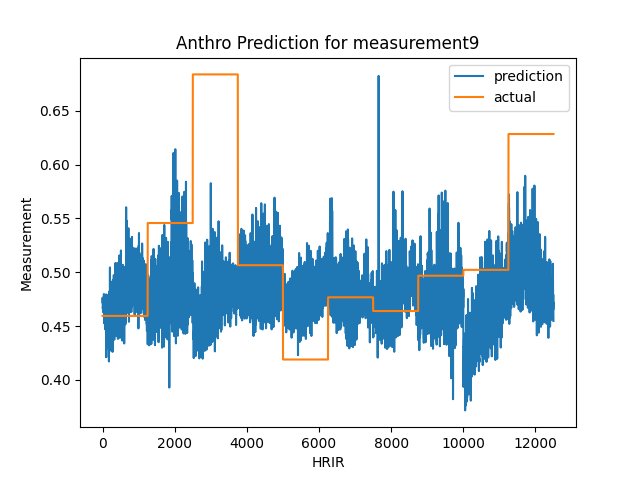 Anthro Prediction for measurement9
prediction
actual
Measurement
0.65
0.60
0.55
0.50
0.45
0.40
0 2000 4000 6000 8000 10000 12000
HRIR